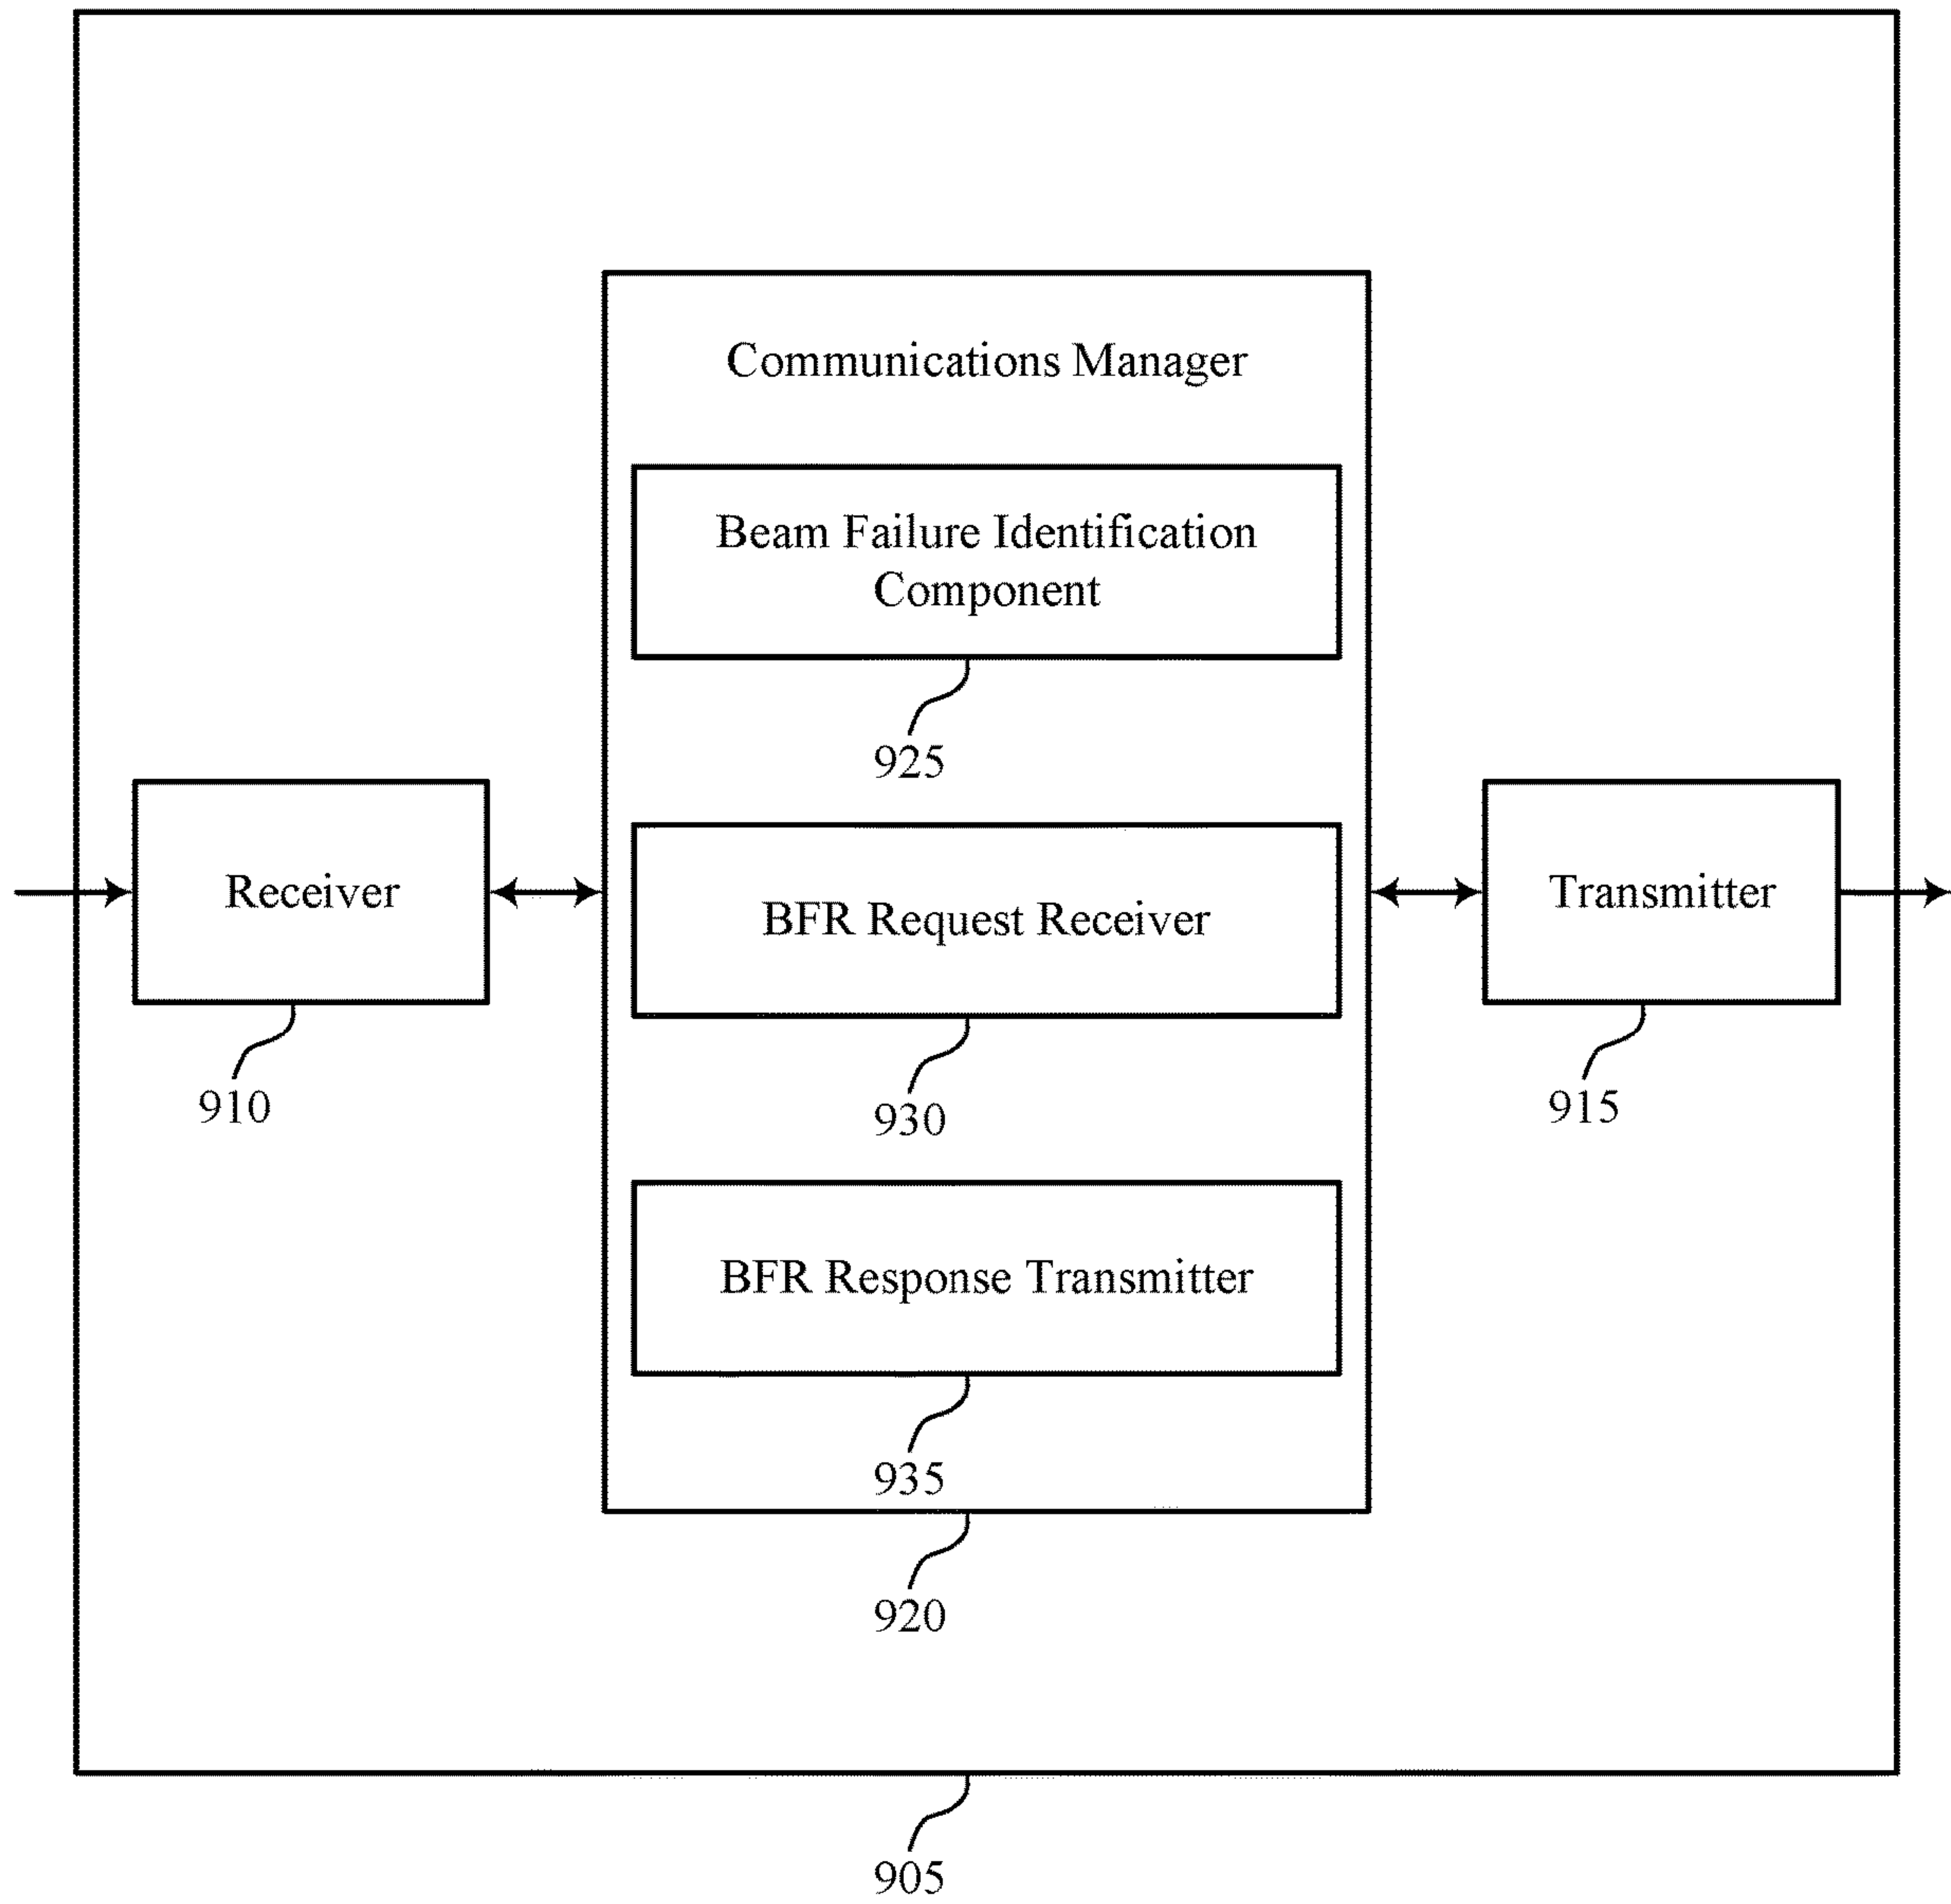 Communications Manager
Beam Failure Identification
Component
925
Receiver
910
BFR Request Receiver
930
Transmitter
915
BFR Response Transmitter
935
920
905